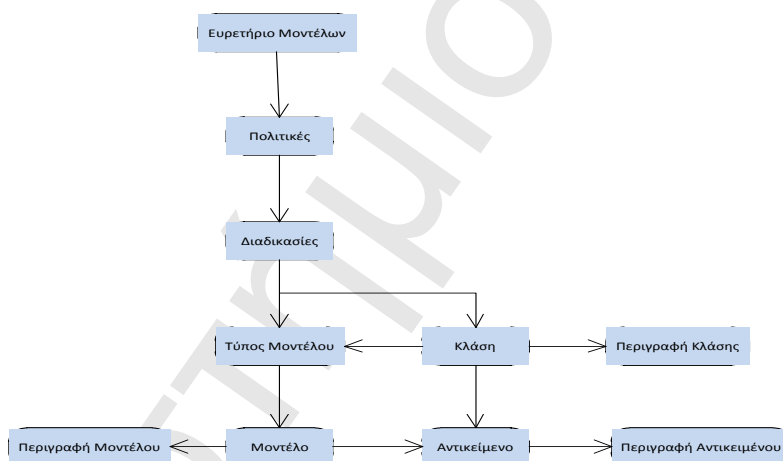 Ευρετήριο Μοντέλων
Πολιτικές
Διαδικασίες
Τύπος Μοντέλου
Κλάση
Περιγραφή Κλάσης
Περιγραφή Μοντέλου
Μοντέλο
Αντικείμενο
Περιγραφή Αντικειμένου